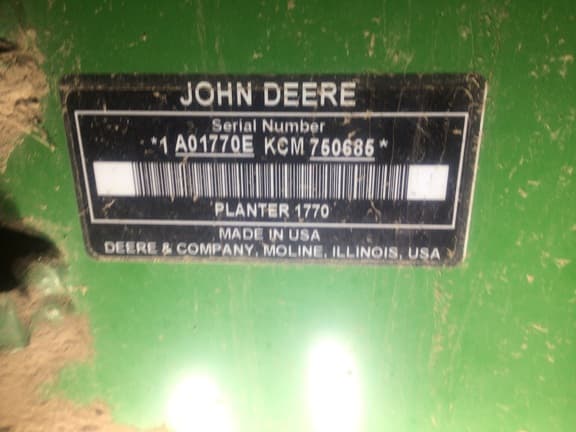 JOHN DEERE
Serial Number
*1 A01770E KCM 750685*
PLANTER 1770
MADE IN USA
DEERE & COMPANY, MOLINE, ILLINOIS, USA